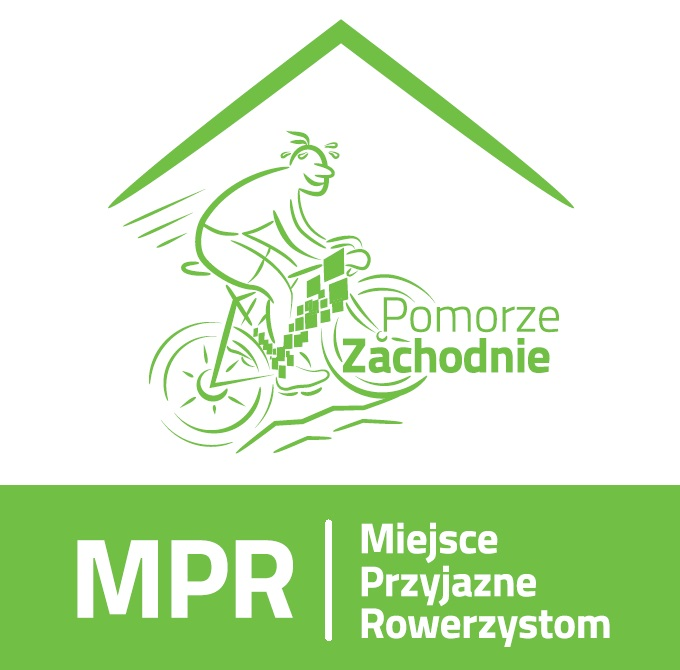 Pomorze
Zachodnie
MPR
Miejsce
Przyjazne
Rowerzystom